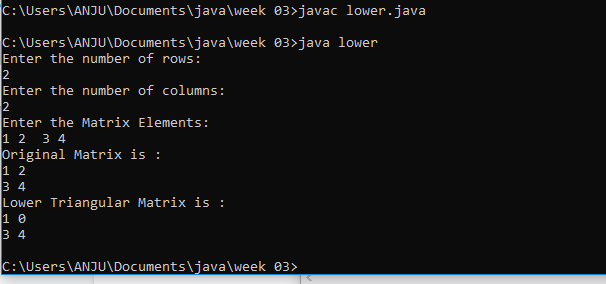 C:\Users\ANJU\Documents\java\week 03>javac lower.java
C:\Users\ANJU\Documents\java\week 03>java lower
Enter the number of rows:
2
Enter the number of columns:
2
Enter the Matrix Elements:
1 2  3 4
Original Matrix is :
1 2
3 4
Lower Triangular Matrix is :
1 0
3 4
C:\Users\ANJU\Documents\java\week 03>